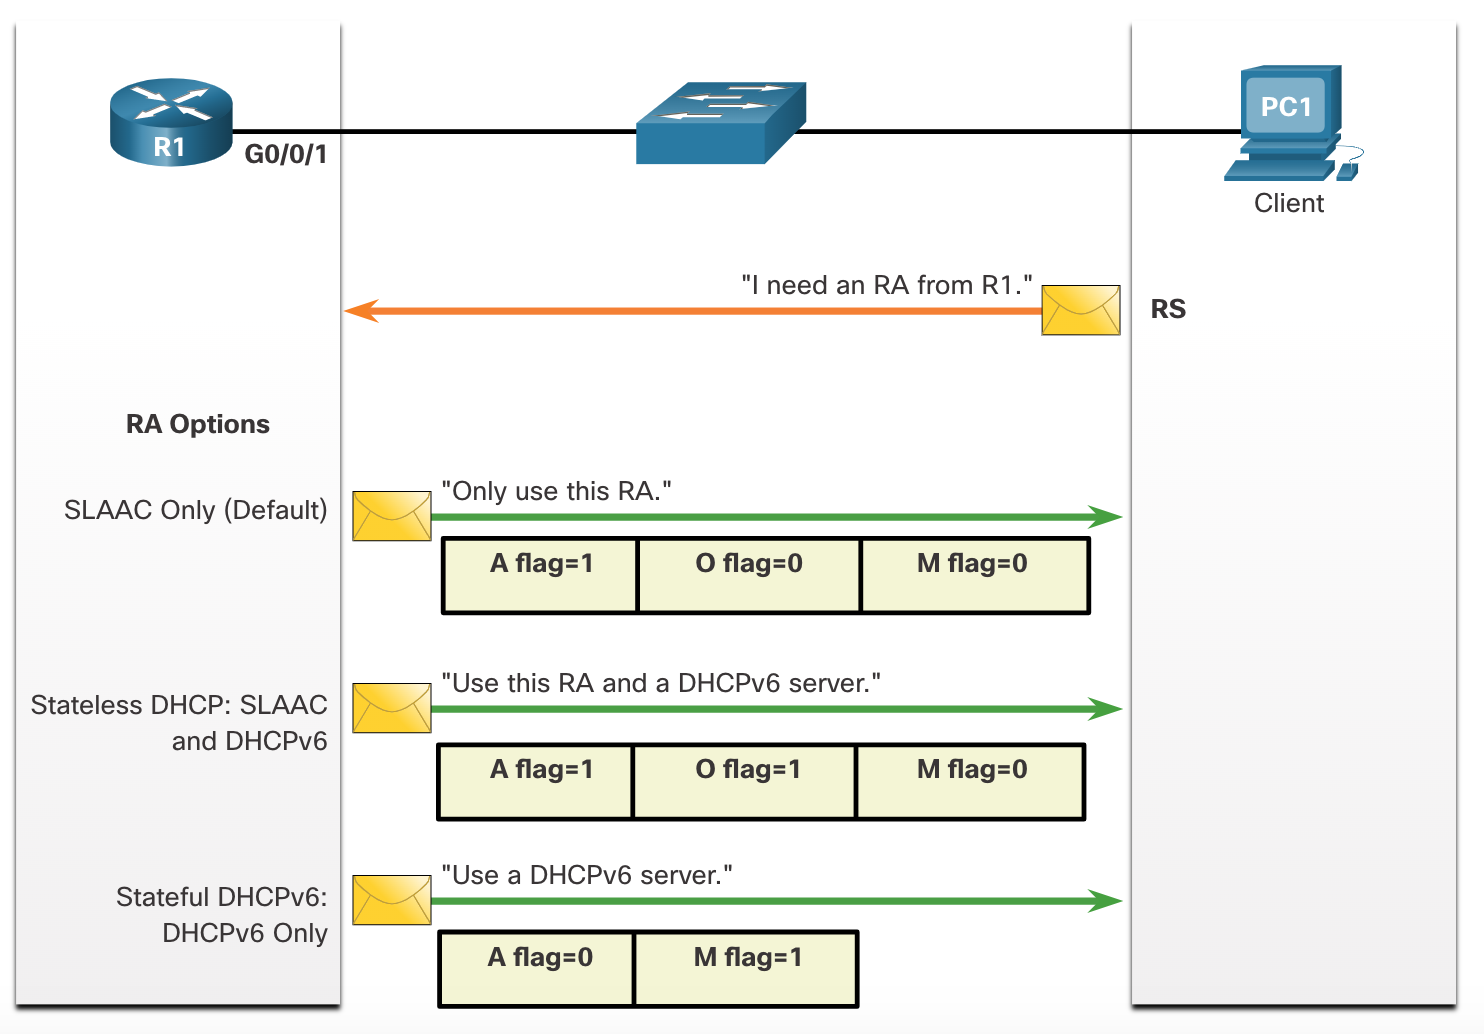 R1
G0/0/1
PC1
Client
"I need an RA from R1."
RS
RA Options
SLAAC Only (Default)
"Only use this RA."
A flag=1
O flag=0
M flag=0
Stateless DHCP: SLAAC
and DHCPv6
"Use this RA and a DHCPv6 server."
A flag=1
O flag=1
M flag=0
Stateful DHCPv6:
DHCPv6 Only
"Use a DHCPv6 server."
A flag=0
M flag=1